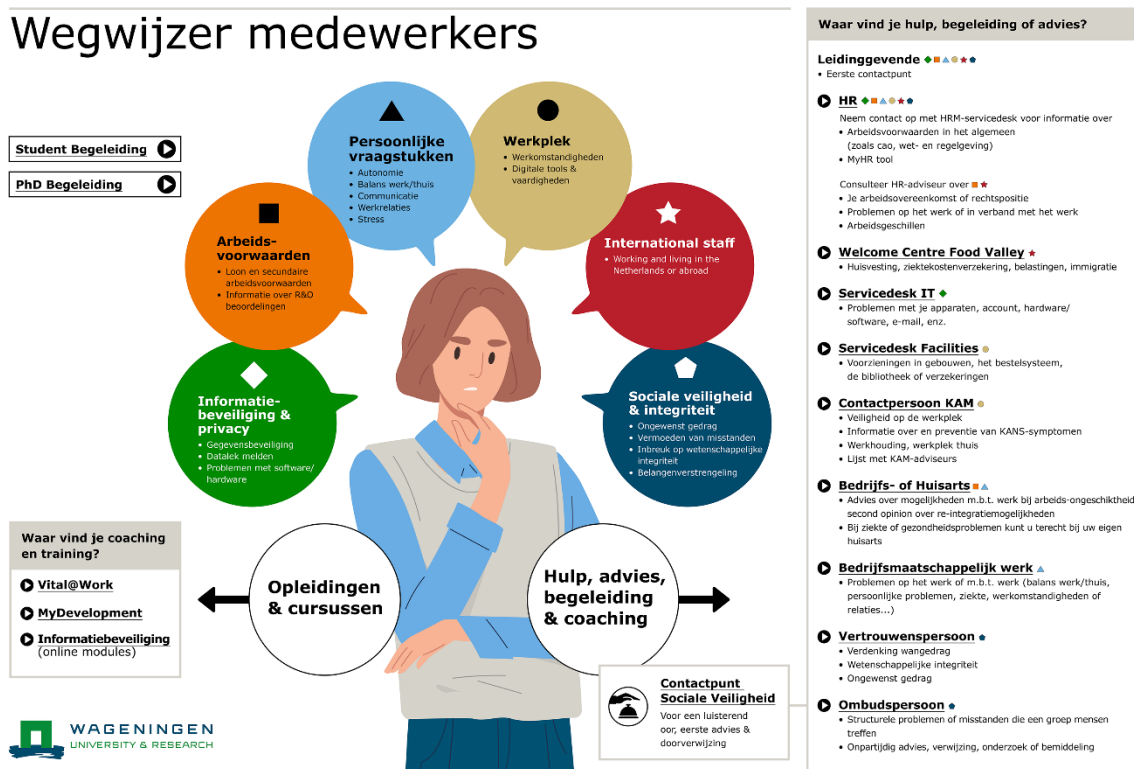 Wegwijzer medewerkers
Student Begeleiding
PhD Begeleiding
Persoonlijke
vraagstukken
• Autonomie
• Balans werk/thuis
• Communicatie
• Werkrelaties
• Stress
Werkplek
• Werkomstandigheden
• Digitale tools &
vaardigheden
Arbeids-
voorwaarden
• Loon en secundaire
arbeidsvoorwaarden
• Informatie over R&O
beoordelingen
International staff
• Working and living in the
Netherlands or abroad
Informatie-
beveiliging &
privacy
• Gegevensbeveiliging
• Datalek melden
• Problemen met software/
hardware
Sociale veiligheid
& integriteit
• Ongewenst gedrag
• Vermoeden van misstanden
• Inbreuk op wetenschappelijke
integriteit
• Belangenverstrengeling
Waar vind je coaching
en training?
Vital@Work
MyDevelopment
Informatiebeveiliging
(online modules)
Opleidingen
& cursussen
Hulp, advies,
begeleiding
& coaching
Contactpunt
Sociale Veiligheid
Voor een luisterend
oor, eerste advies &
doorverwijzing
WAGENINGEN
UNIVERSITY & RESEARCH
Waar vind je hulp, begeleiding of advies?
Leidinggevende
• Eerste contactpunt
HR
Neem contact op met HRM-servicedesk voor informatie over
• Arbeidsvoorwaarden in het algemeen
(zoals cao, wet- en regelgeving)
• MyHR tool
Consulteer HR-adviseur over
• Je arbeidsovereenkomst of rechtspositie
• Problemen op het werk of in verband met het werk
• Arbeidsgeschillen
Welcome Centre Food Valley
• Huisvesting, ziektekostenverzekering, belastingen, immigratie
Servicedesk IT
• Problemen met je apparaten, account, hardware/
software, e-mail, enz.
Servicedesk Facilities
• Voorzieningen in gebouwen, het bestelsysteem,
de bibliotheek of verzekeringen
Contactpersoon KAM
• Veiligheid op de werkplek
• Informatie over en preventie van KANS-symptomen
• Werkhouding, werkplek thuis
• Lijst met KAM-adviseurs
Bedrijfs- of Huisarts
• Advies over mogelijkheden m.b.t. werk bij arbeids-ongeschiktheid
second opinion over re-integratiemogelijkheden
• Bij ziekte of gezondheidsproblemen kunt u terecht bij uw eigen
huisarts
Bedrijfsmaatschappelijk werk
• Problemen op het werk of m.b.t. werk (balans werk/thuis,
persoonlijke problemen, ziekte, werkomstandigheden of
relaties...)
Vertrouwenspersoon
• Verdenking wangedrag
• Wetenschappelijke integriteit
• Ongewenst gedrag
Ombudspersoon
• Structurele problemen of misstanden die een groep mensen
treffen
• Onpartijdig advies, verwijzing, onderzoek of bemiddeling